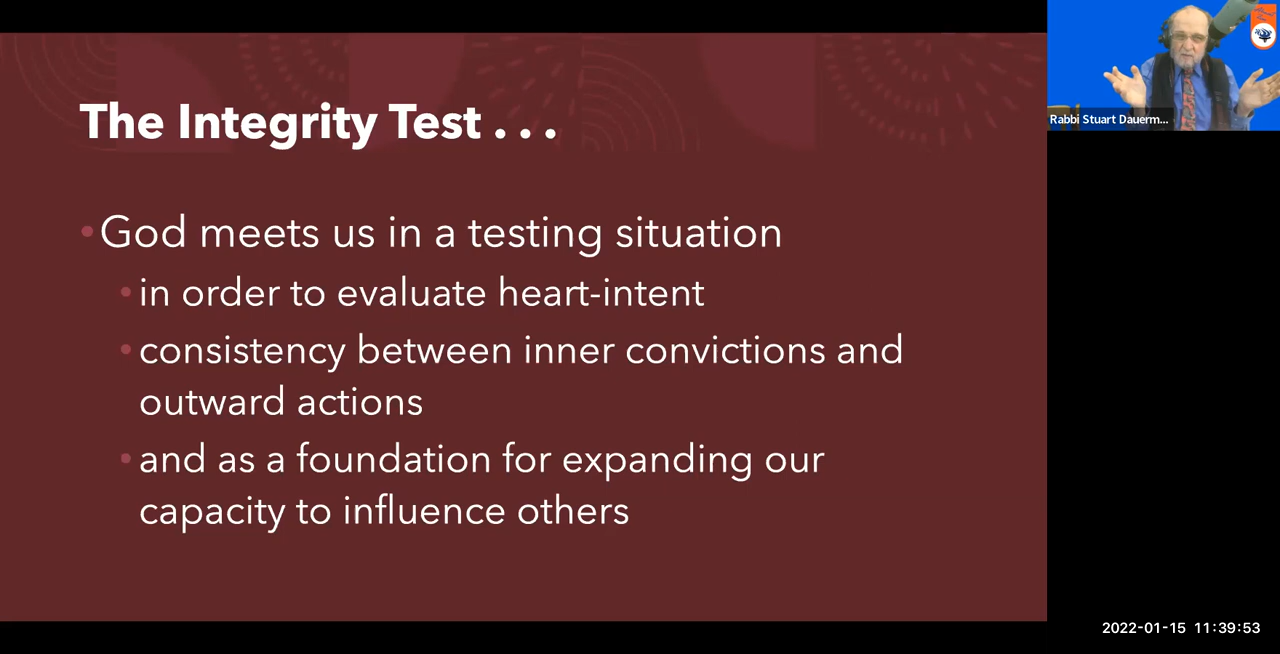 The Integrity Test . . .
•God meets us in a testing situation
•in order to evaluate heart-intent
•consistency between inner convictions and
outward actions
•and as a foundation for expanding our
capacity to influence others
Rabbi Stuart Dauerm...
2022-01-15 11:39:53